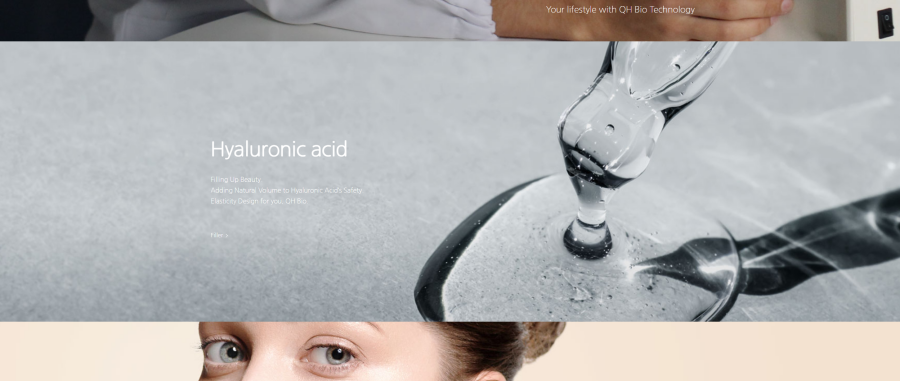 Your lifestyle with QH Bio Technology
Hyaluronic acid
Filling Up Beauty
Adding Natural Volume to Hyaluronic Acid's Safety
Elasticity Design for you, QH Bio
Filler >